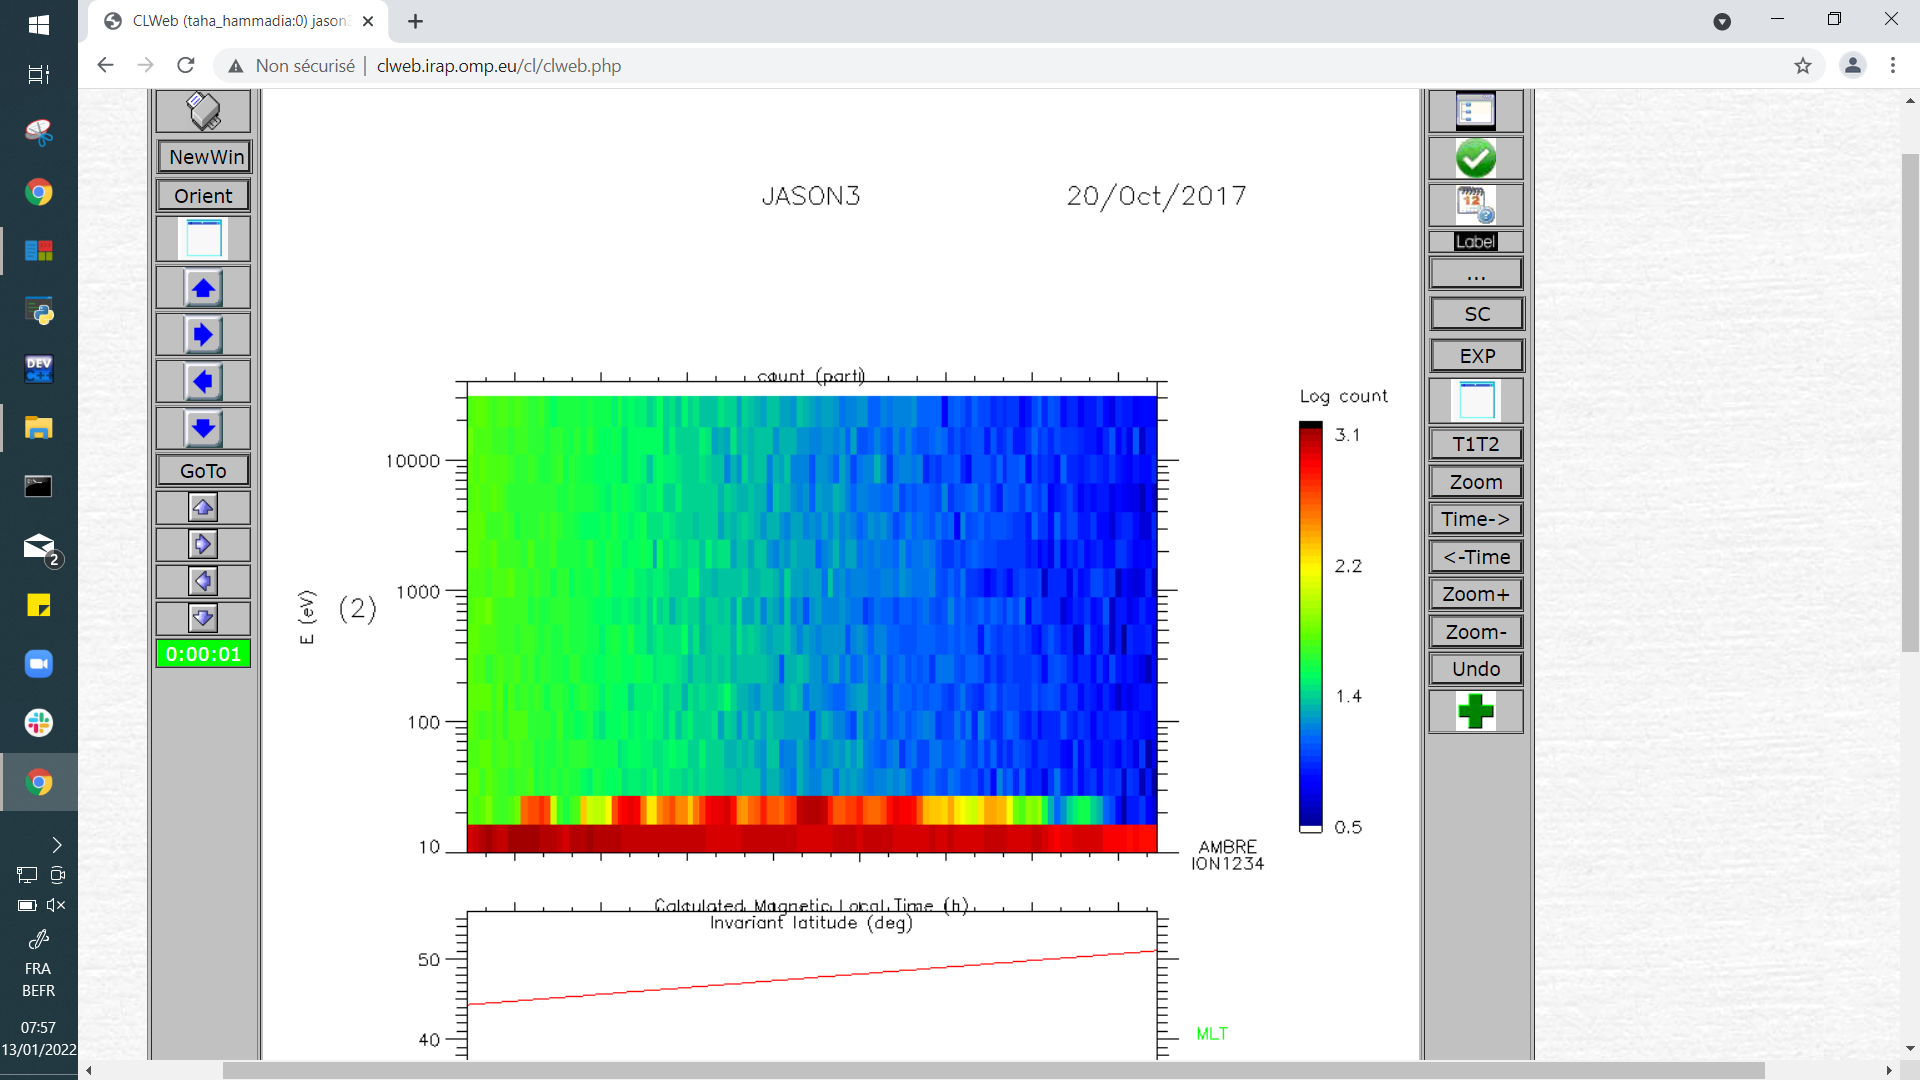 CLWeb (taha_hammadia:0) jason3
Non sécurisé
clweb.irap.omp.eu/cl/clweb.php
NewWin
Orient
GoTo
0:00:01
JASON3
20/Oct/2017
count (part)
Log count
3.1
2.2
1.4
0.5
10000
1000
100
10
E (eV)
(2)
AMBRE
ION1234
Calculated Magnetic Local Time (h)
Invariant latitude (deg)
50
40
MLT
12
Label
...
SC
EXP
T1T2
Zoom
Time->
<-Time
Zoom+
Zoom-
Undo
DEV
C++
2
FRA
BEFR
07:57
13/01/2022